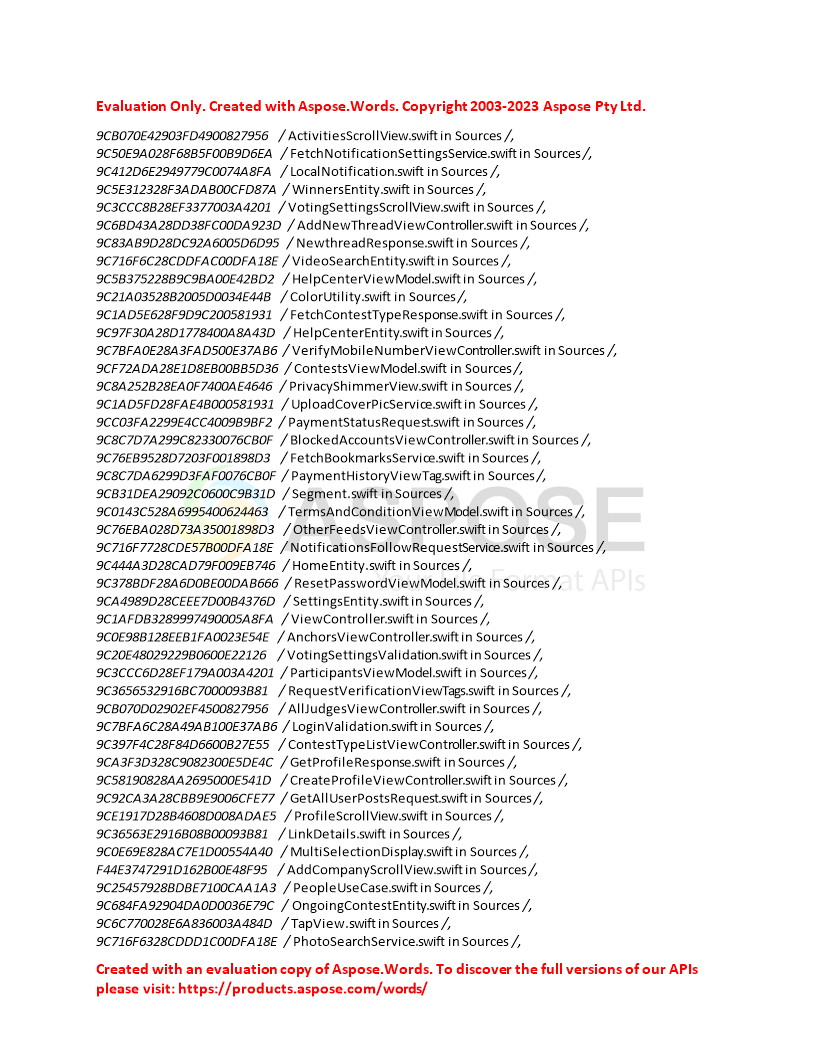 Evaluation Only. Created with Aspose.Words. Copyright 2003-2023 Aspose Pty Ltd.
9CB070E42903FD4900827956 / ActivitiesScrollView.swift in Sources /,
9C50E9A028F68B5F00B9D6EA / FetchNotificationSettingsService.swift in Sources /,
9C412D6E2949779C0074A8FA / LocalNotification.swift in Sources /,
9C5E312328F3ADAB00CFD87A / WinnersEntity.swift in Sources /,
9C3CCC8B28EF3377003A4201 / VotingSettingsScrollView.swift in Sources /,
9C6BD43A28DD38FC00DA923D / AddNewThreadViewController.swift in Sources /,
9C83AB9D28DC92A6005D6D95 / NewthreadResponse.swift in Sources /,
9C716F6C28CDDFAC00DFA18E / VideoSearchEntity.swift in Sources /,
9C5B375228B9C9BA00E42BD2 / HelpCenterViewModel.swift in Sources /,
9C21A03528B2005D0034E44B / ColorUtility.swift in Sources /,
9C1AD5E628F9D9C200581931 / FetchContestTypeResponse.swift in Sources /,
9C97F30A28D1778400A8A43D / HelpCenterEntity.swift in Sources /,
9C7BFA0E28A3FAD500E37AB6 / VerifyMobileNumberViewController.swift in Sources /,
9CF72ADA28E1D8EB00BB5D36 / ContestsViewModel.swift in Sources /,
9C8A252B28EA0F7400AE4646 / PrivacyShimmerView.swift in Sources /,
9C1AD5FD28FAE4B000581931 / UploadCoverPicService.swift in Sources /,
9CC03FA2299E4CC4009B9BF2 / PaymentStatusRequest.swift in Sources /,
9C8C7D7A299C82330076CB0F / BlockedAccountsViewController.swift in Sources /,
9C76EB9528D7203F001898D3 / FetchBookmarksService.swift in Sources /,
9C8C7DA6299D3FAF0076CB0F / PaymentHistoryViewTag.swift in Sources /,
9CB31DEA29092C0600C9B31D / Segment.swift in Sources /,
9C0143C528A6995400624463 / TermsAndConditionViewModel.swift in Sources /,
9C76EBA028D73A35001898D3 / OtherFeedsViewController.swift in Sources /,
9C716F7728CDE57B00DFA18E / NotificationsFollowRequestService.swift in Sources /,
9C444A3D28CAD79F009EB746 / HomeEntity.swift in Sources /,
9C378BDF28A6D0BE00DAB666 / ResetPasswordViewModel.swift in Sources /,
9CA4989D28CEEE7D00B4376D / SettingsEntity.swift in Sources /,
9C1AFDB3289997490005A8FA / ViewController.swift in Sources /,
9C0E98B128EEB1FA0023E54E / AnchorsViewController.swift in Sources /,
9C20E48029229B0600E22126 / VotingSettingsValidation.swift in Sources /,
9C3CCC6D28EF179A003A4201 / ParticipantsViewModel.swift in Sources /,
9C3656532916BC7000093B81 / RequestVerificationViewTags.swift in Sources /,
9CB070D02902EF4500827956 / AllJudgesViewController.swift in Sources /,
9C7BFA6C28A49AB100E37AB6 / LoginValidation.swift in Sources /,
9C397F4C28F84D6600B27E55 / ContestTypeListViewController.swift in Sources /,
9CA3F3D328C9082300E5DE4C / GetProfileResponse.swift in Sources /,
9C58190828AA2695000E541D / CreateProfileViewController.swift in Sources /,
9C92CA3A28CBB9E9006CFE77 / GetAllUserPostsRequest.swift in Sources /,
9CE1917D28B4608D008ADAE5 / ProfileScrollView.swift in Sources /,
9C36563E2916B08B00093B81 / LinkDetails.swift in Sources /,
9C0E69E828AC7E1D00554A40 / MultiSelectionDisplay.swift in Sources /,
F44E3747291D162B00E48F95 / AddCompanyScrollView.swift in Sources /,
9C25457928BDBE7100CAA1A3 / PeopleUseCase.swift in Sources /,
9C684FA92904DA0D0036E79C / OngoingContestEntity.swift in Sources /,
9C6C770028E6A836003A484D / TapView.swift in Sources /,
9C716F6328CDDD1C00DFA18E / PhotoSearchService.swift in Sources /,
Created with an evaluation copy of Aspose.Words. To discover the full versions of our APIs
please visit: https://products.aspose.com/words/
ASPOSE
Format APIs